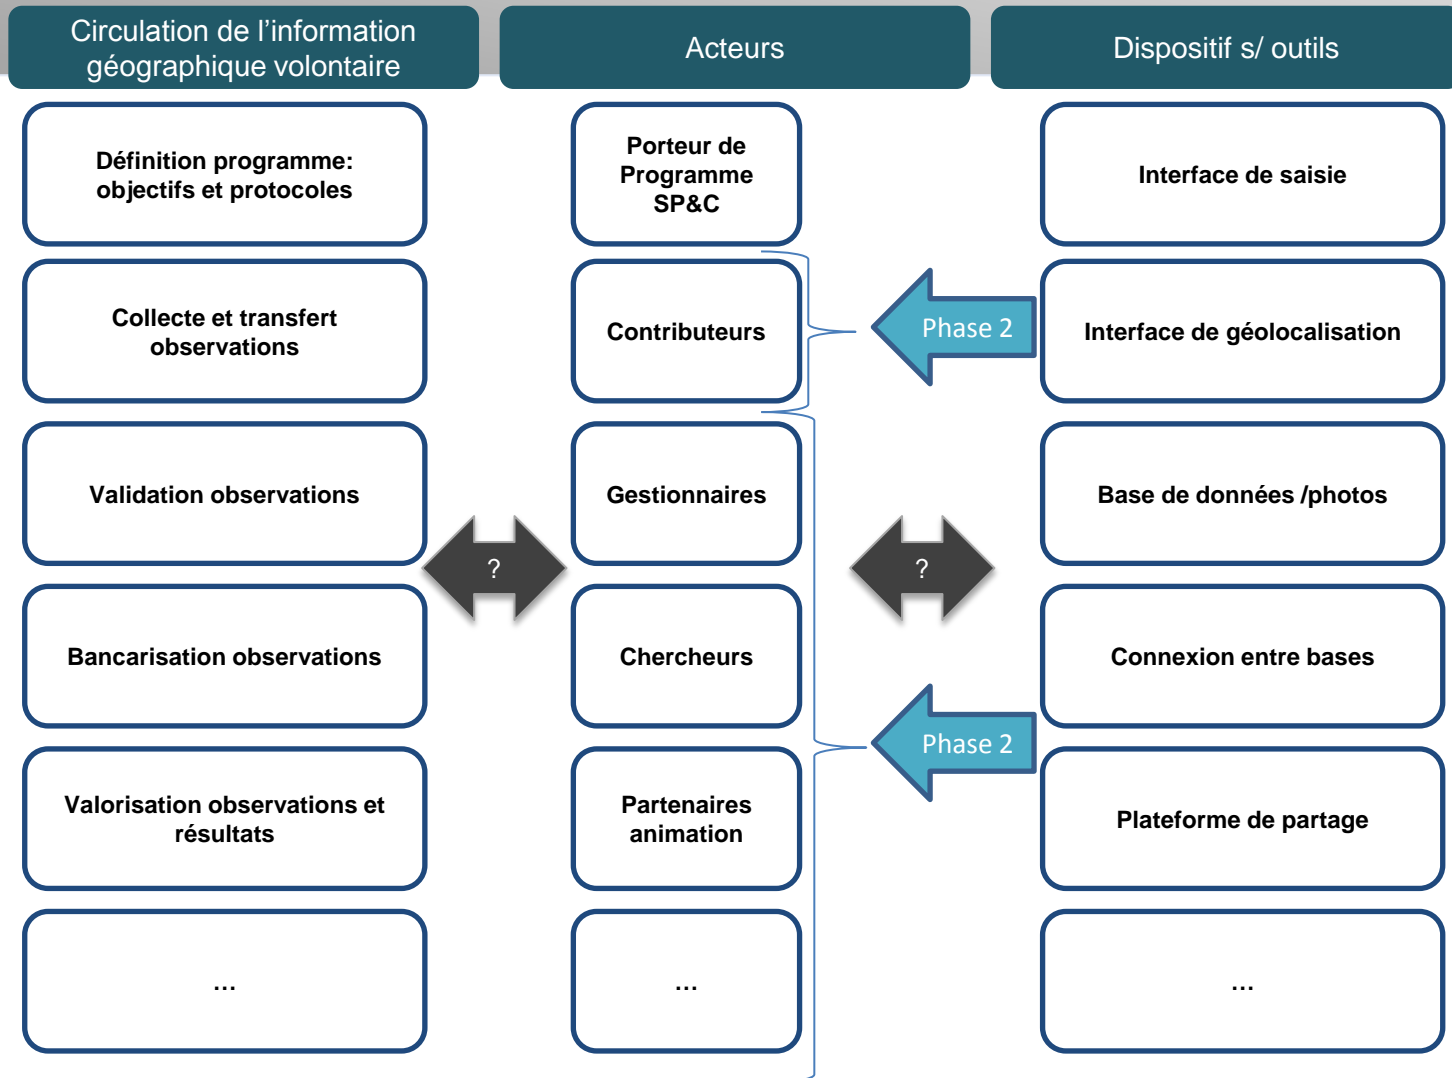 Circulation de l’information
géographique volontaire
Acteurs
Dispositif s/ outils
Définition programme:
objectifs et protocoles
Porteur de
Programme
SP&C
Interface de saisie
Collecte et transfert
observations
Contributeurs
Phase 2
Interface de géolocalisation
Validation observations
Gestionnaires
Base de données /photos
?
?
Bancarisation observations
Chercheurs
Connexion entre bases
Phase 2
Valorisation observations et
résultats
Partenaires
animation
Plateforme de partage
…
…
…